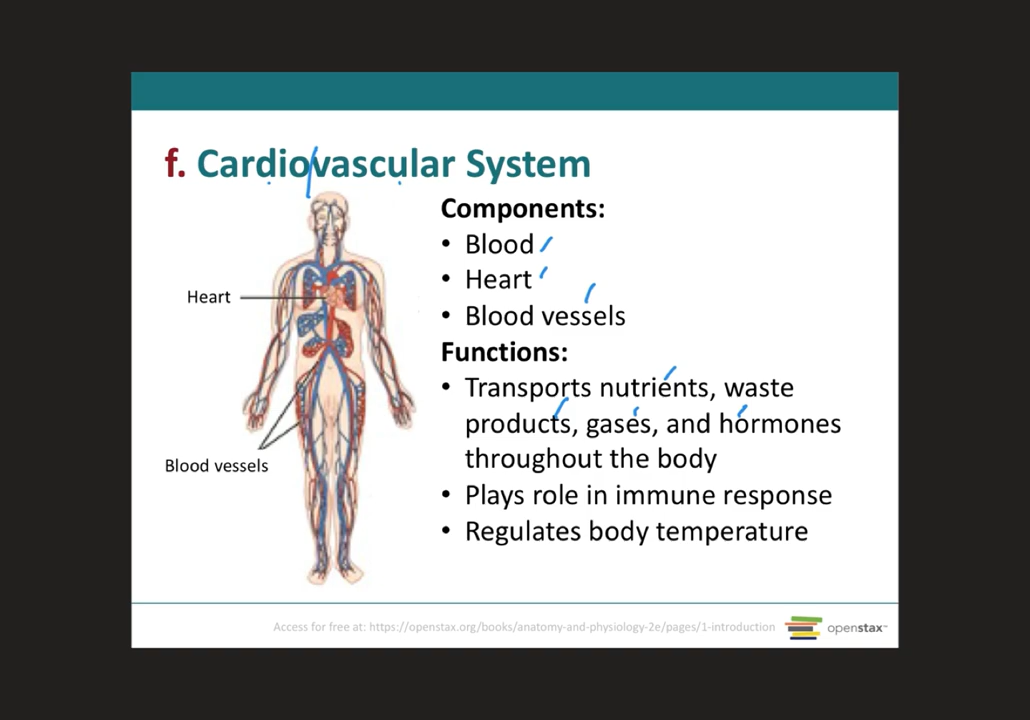 f. Cardiovascular System
Heart
Blood vessels
Components:
• Blood
• Heart
• Blood vessels
Functions:
• Transports nutrients, waste
products, gases, and hormones
throughout the body
• Plays role in immune response
• Regulates body temperature
Access for free at: https://openstax.org/books/anatomy-and-physiology-2e/pages/1-introduction
openstax™